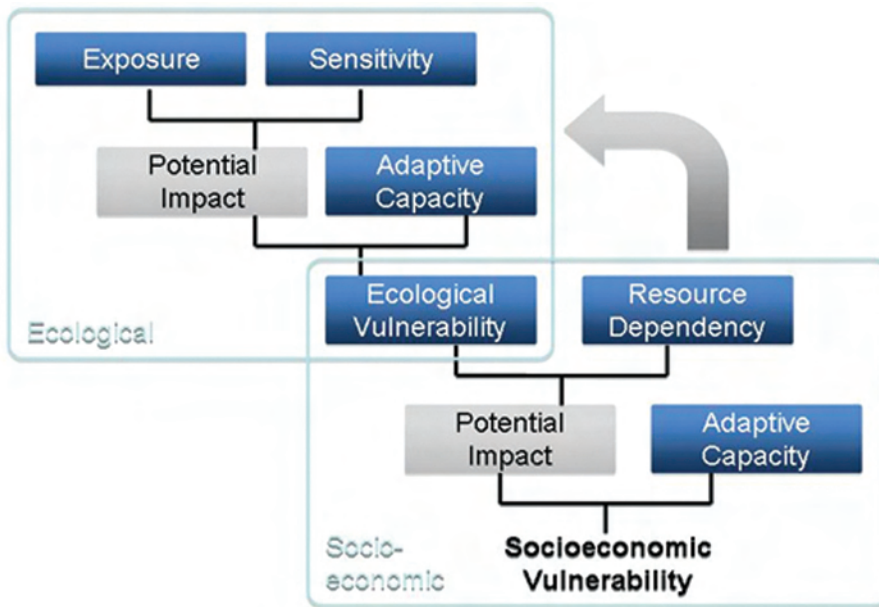 Exposure
Sensitivity
Potential
Impact
Adaptive
Capacity
Ecological
Vulnerability
Resource
Dependency
Ecological
Potential
Impact
Adaptive
Capacity
Socio-
economic
Socioeconomic
Vulnerability